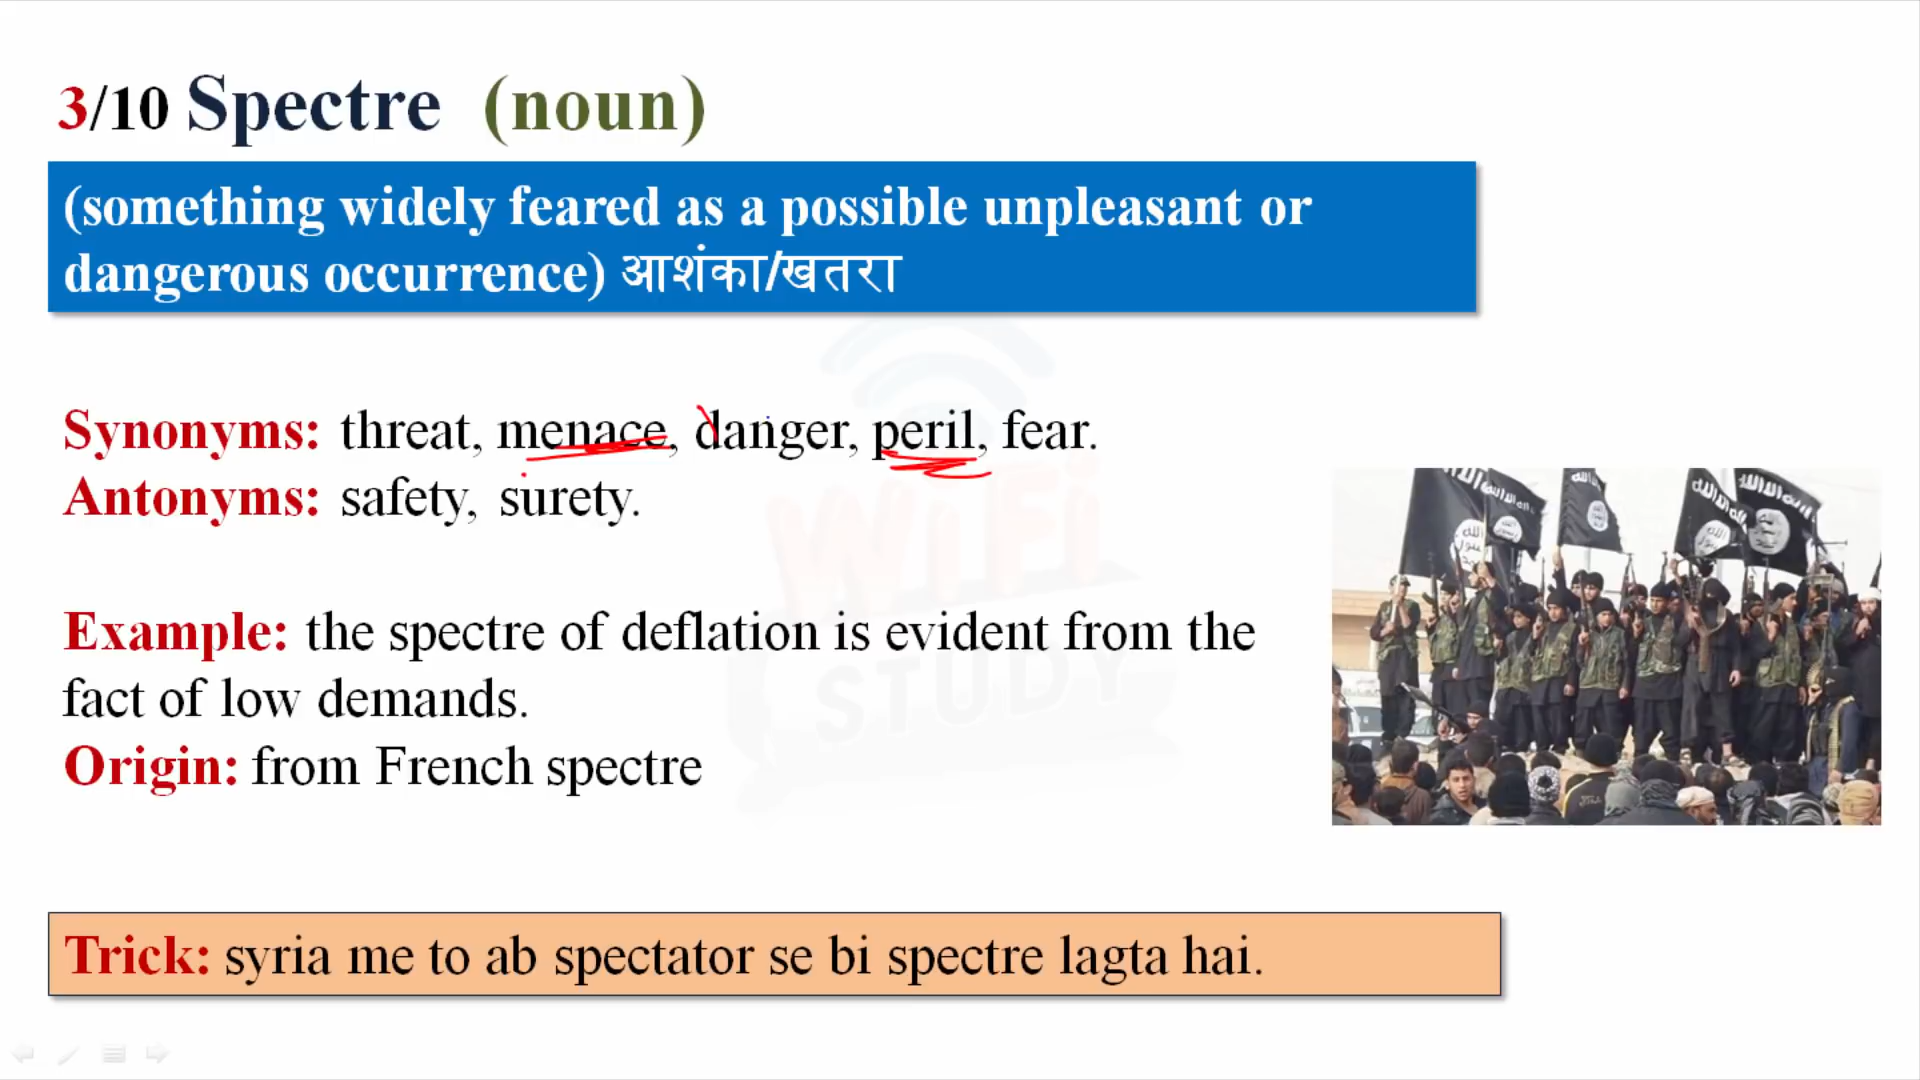 3/10 Spectre (noun)
(something widely feared as a possible unpleasant or
dangerous occurrence) आशंका/खतरा
Synonyms: threat, menace, danger, peril, fear.
Antonyms: safety, surety.
Example: the spectre of deflation is evident from the
fact of low demands.
Origin: from French spectre
WiFi
STUDY
Trick: syria me to ab spectator se bi spectre lagta hai.